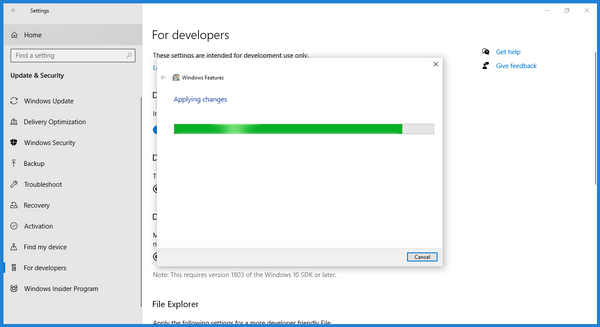 Settings
Home
Find a setting
Update & Security
Windows Update
Delivery Optimization
Windows Security
Backup
Troubleshoot
Recovery
Activation
Find my device
For developers
Windows Insider Program
For developers
These settings are intended for development use only.
Windows Features
Applying changes
Cancel
Note: This requires version 1803 of the Windows 10 SDK or later.
File Explorer
Apply the following settings for a more developer friendly File
Get help
Give feedback